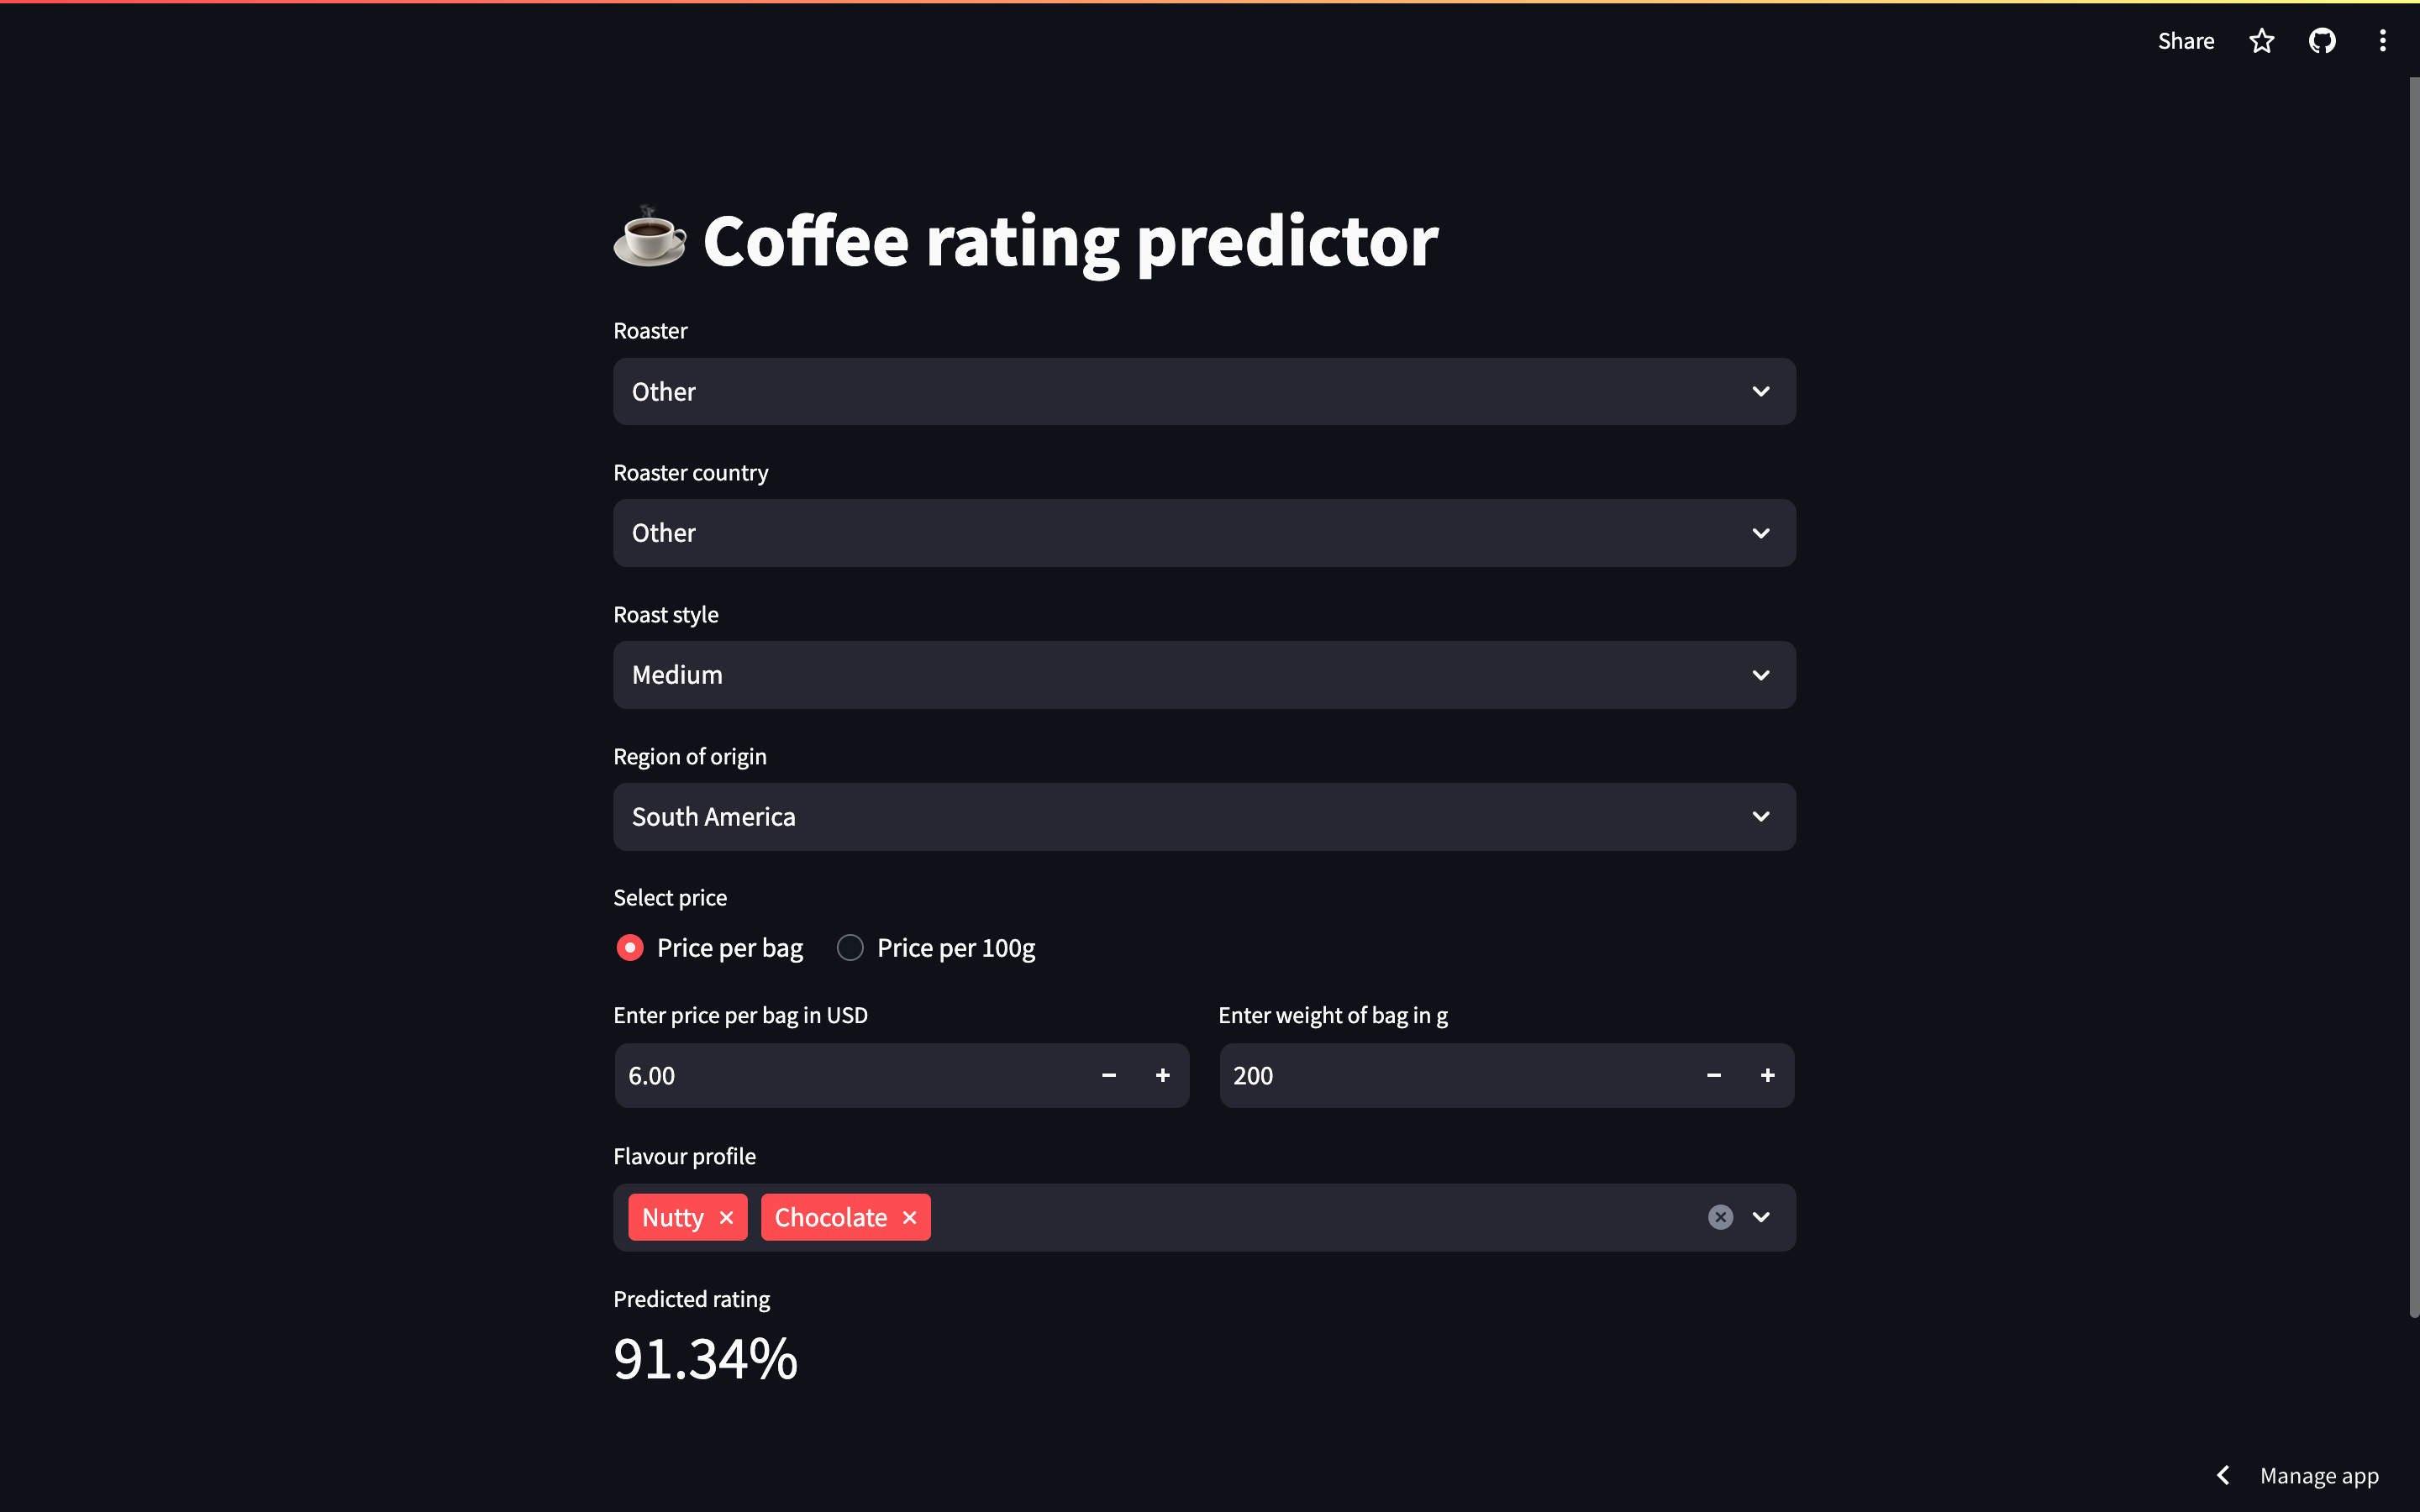 Share
Coffee rating predictor
Roaster
Other
Roaster country
Other
Roast style
Medium
Region of origin
South America
Select price
Price per bag Price per 100g
Enter price per bag in USD Enter weight of bag in g
6.00 − + 200 − +
Flavour profile
Nutty × Chocolate ×
Predicted rating
91.34%
Manage app